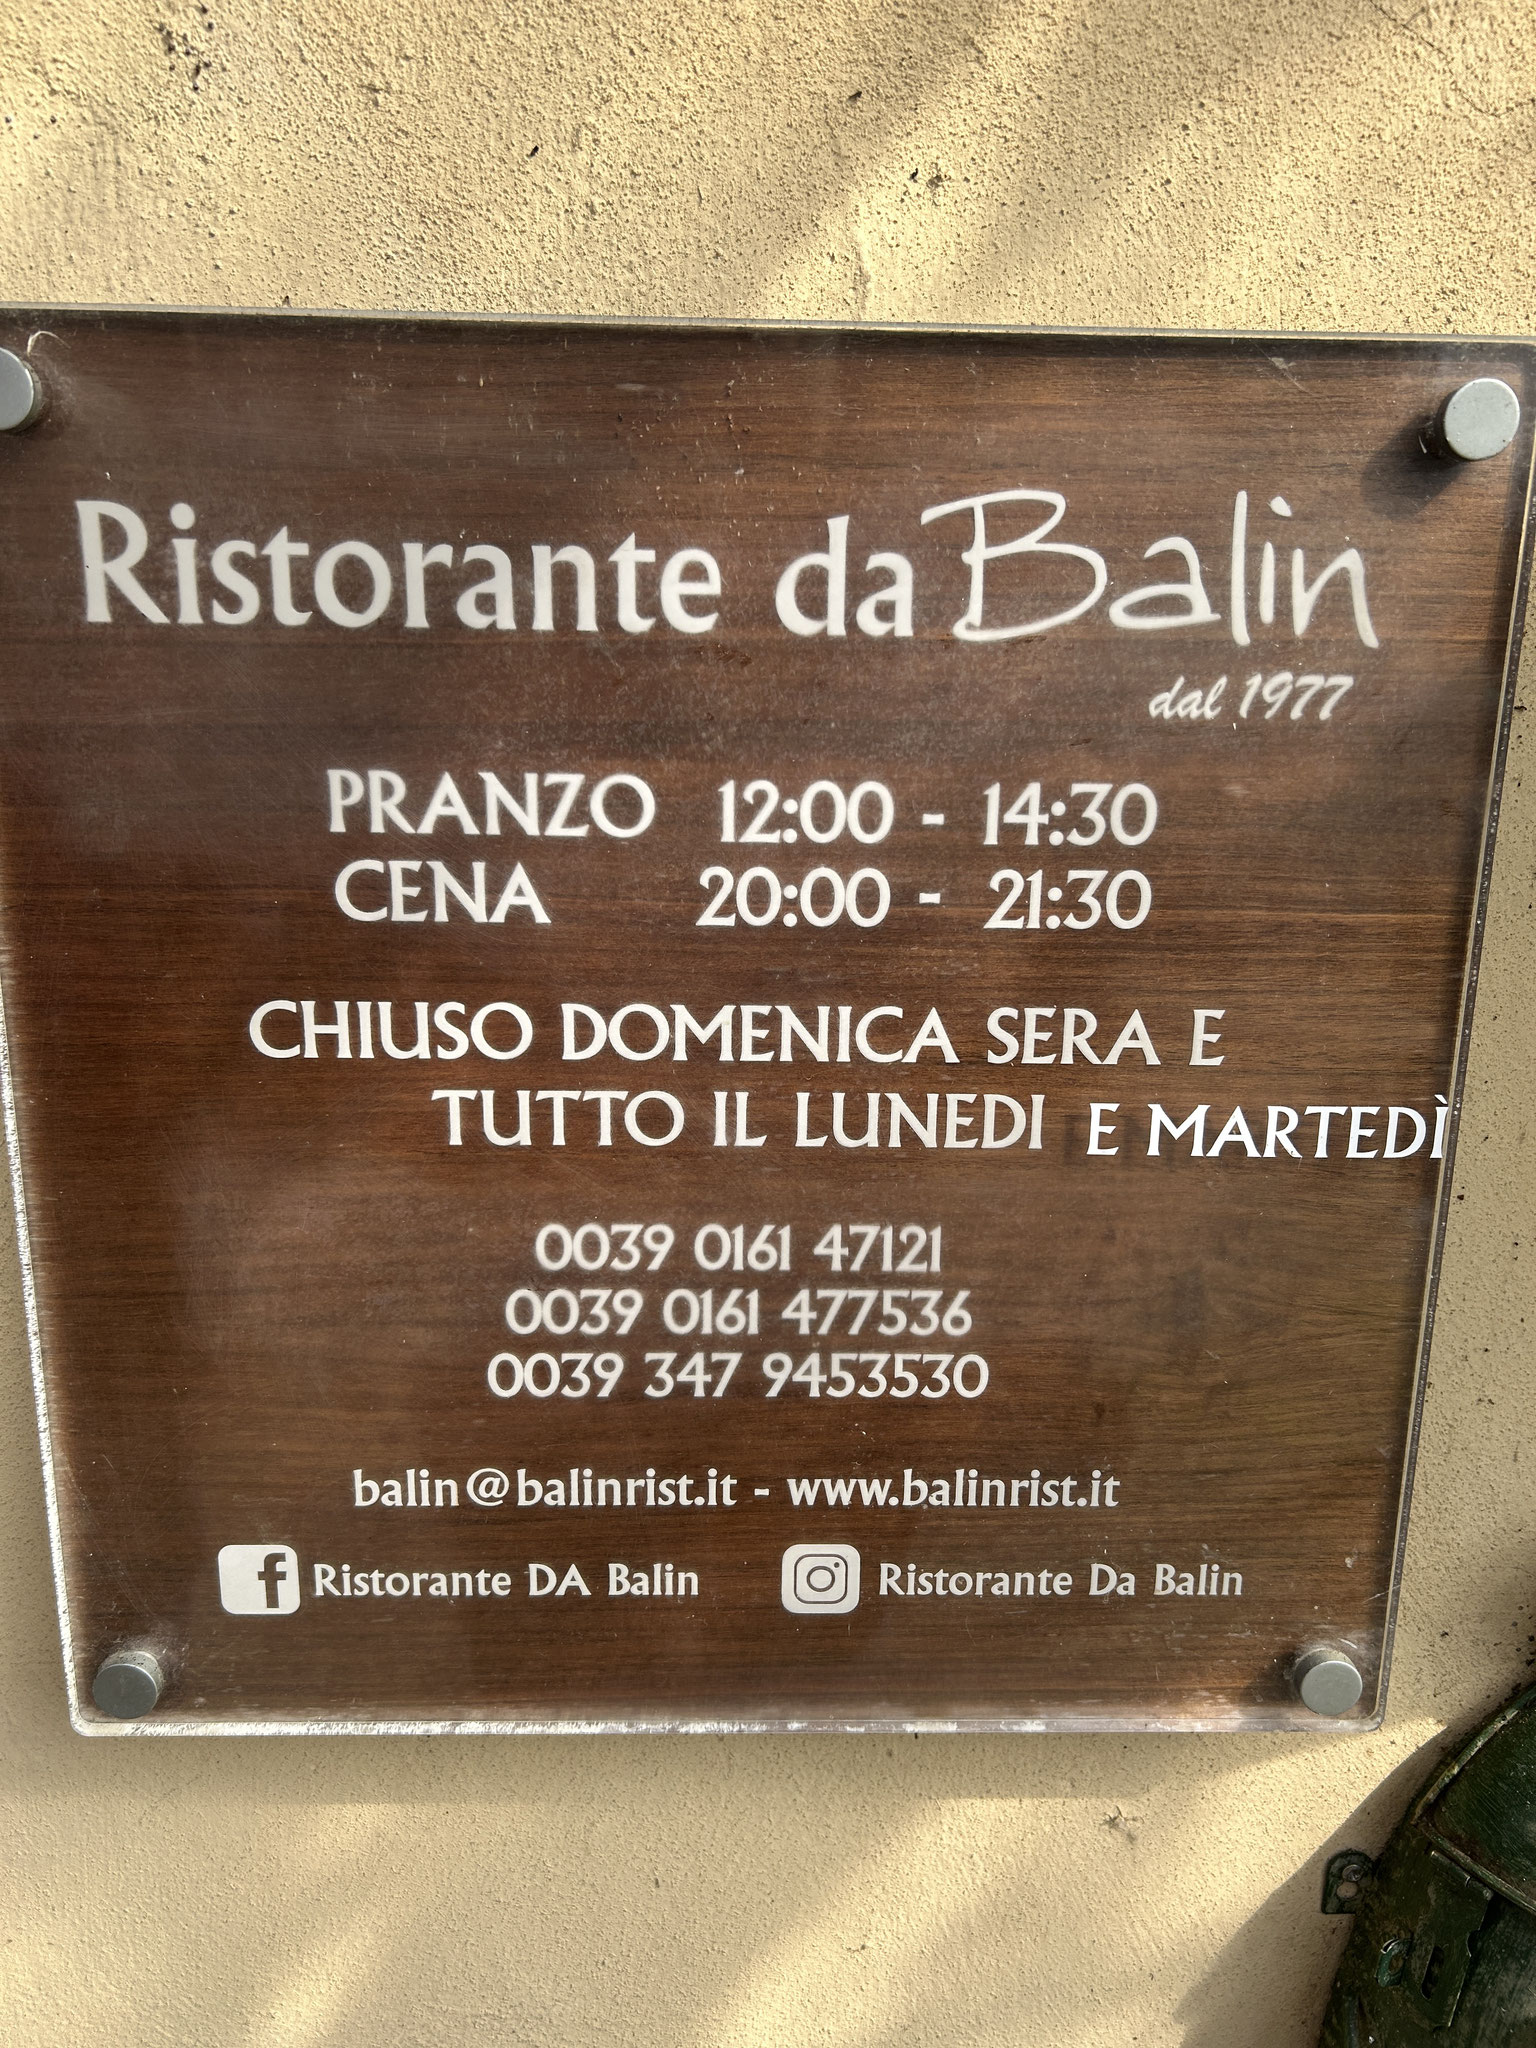 Ristorante da Balin
dal 1977
PRANZO 12:00 - 14:30
CENA 20:00 - 21:30
CHIUSO DOMENICA SERA E
TUTTO IL LUNEDI E MARTEDÌ
0039 0161 47121
0039 0161 477536
0039 347 9453530
balin@balinrist.it - www.balinrist.it
f Ristorante DA Balin Ristorante Da Balin